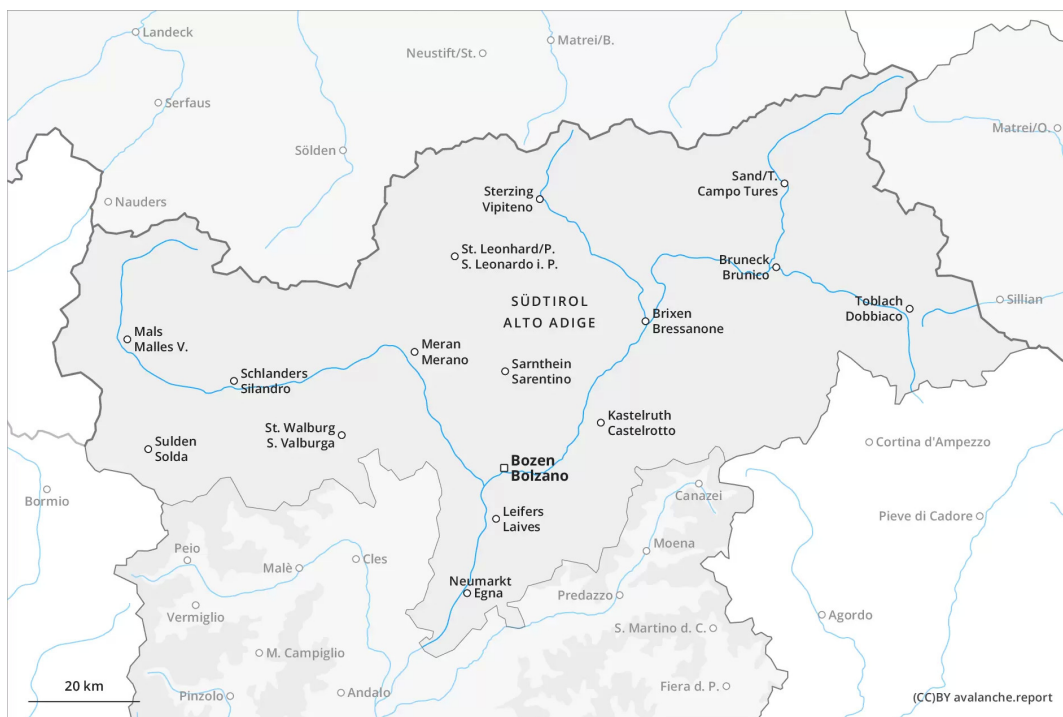 Landeck
Neustift/St.
Matrei/B.
Serfaus
Matrei/O.
Sölden
Nauders
Sterzing
Vipiteno
Sand/T.
Campo Tures
St. Leonhard/P.
S. Leonardo i. P.
Bruneck
Brunico
SÜDTIROL
ALTO ADIGE
Toblach
Dobbiaco
Sillian
Brixen
Bressanone
Mals
Malles V.
Meran
Merano
Schlanders
Silandro
Sarnthein
Sarentino
Kastelruth
Castelrotto
St. Walburg
S. Valburga
Sulden
Solda
Cortina d'Ampezzo
Bozen
Bolzano
Bormio
Canazei
Leifers
Laives
Pieve di Cadore
Peio
Malè
Cles
Moena
Neumarkt
Egna
Predazzo
Vermiglio
Agordo
S. Martino d. C.
M. Campiglio
20 km
Pinzolo
Andalo
Fiera d. P.
(CC)BY avalanche.report